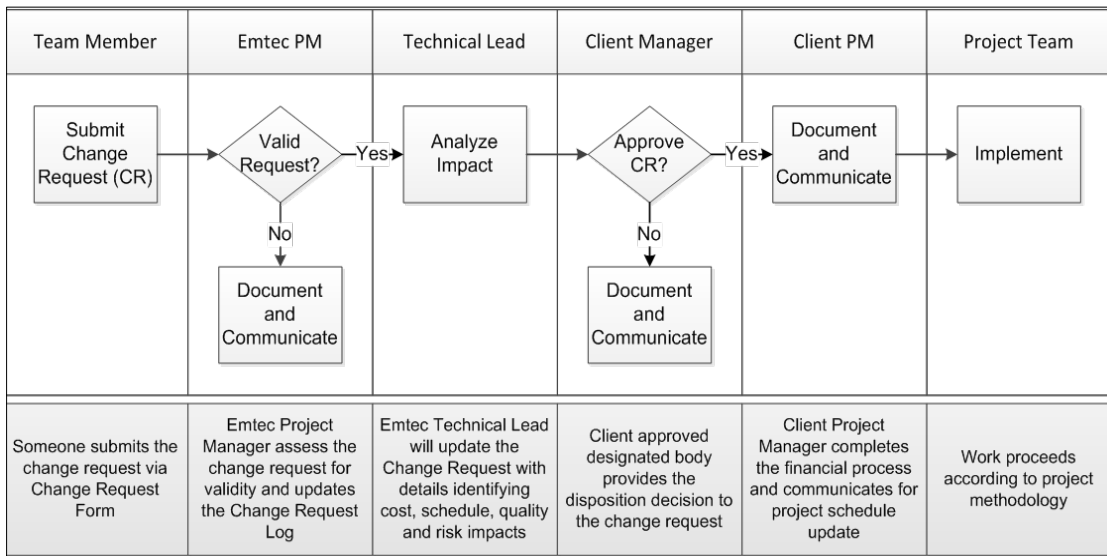 Team Member
Emtec PM
Technical Lead
Client Manager
Client PM
Project Team
Submit
Change
Request (CR)
Valid
Request?
Yes
Analyze
Impact
Approve
CR?
Yes
Document
and
Communicate
Implement
No
Document
and
Communicate
No
Document
and
Communicate
Someone submits the
change request via
Change Request
Form
Emtec Project
Manager assess the
change request for
validity and updates
the Change Request
Log
Emtec Technical Lead
will update the
Change Request with
details identifying
cost, schedule, quality
and risk impacts
Client approved
designated body
provides the
disposition decision to
the change request
Client Project
Manager completes
the financial process
and communicates for
project schedule
update
Work proceeds
according to project
methodology